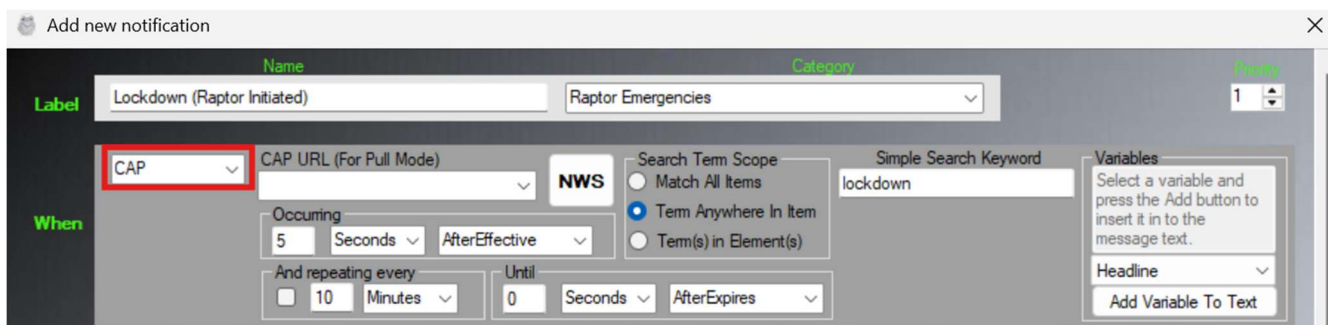 Add new notification
Name Category Priority
Label Lockdown (Raptor Initiated) Raptor Emergencies 1
CAP CAP URL (For Pull Mode) NWS Search Term Scope Simple Search Keyword Variables
Match All Items lockdown Select a variable and
press the Add button to
insert it in to the
message text.
When Occurring Term Anywhere In Item
5 Seconds AfterEffective Term(s) in Element(s)
And repeating every Until Headline
10 Minutes 0 Seconds AfterExpires Add Variable To Text